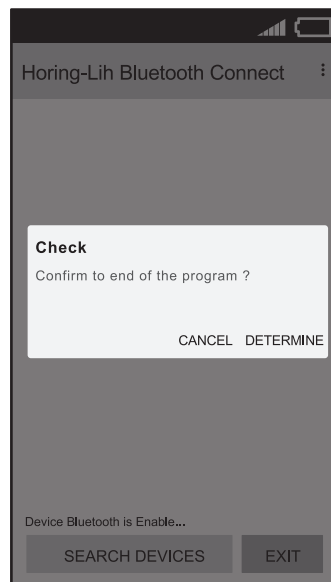 Horing-Lih Bluetooth Connect
Check
Confirm to end of the program ?
CANCEL DETERMINE
Device Bluetooth is Enable...
SEARCH DEVICES EXIT